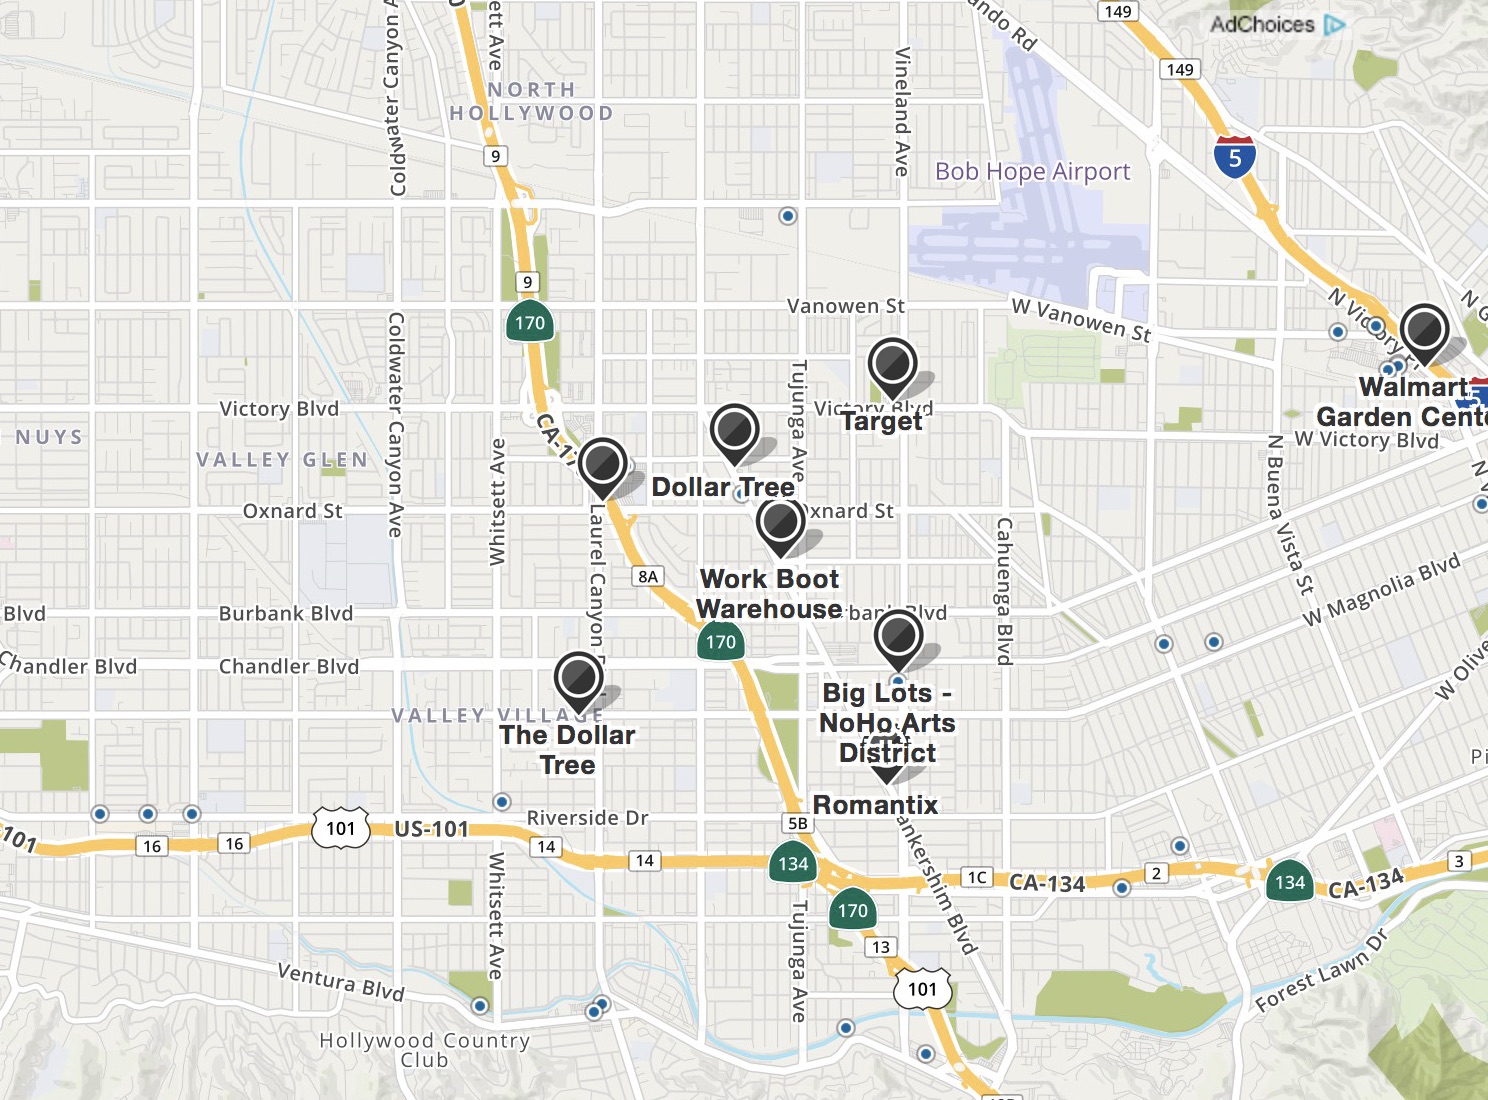 149
ando Rd
AdChoices
Coldwater Canyon A
ett Ave
149
Vineland Ave
NORTH
HOLLYWOOD
9
5
Bob Hope Airport
9
170
Vanowen St
W Vanowen St
N Victory Pl
N G
Coldwater Canyon Ave
Tujunga Ave
Walmart
Garden Cente
5
Victory Blvd
Victory Blvd
Target
NUYS
VALLEY GLEN
CA-17
W Victory Blvd
Whitsett Ave
N Buena Vista St
N V
Dollar Tree
Oxnard St
Oxnard St
Laurel Canyon B
Cahuenga Blvd
8A
Work Boot
Warehouse
W Magnolia Blvd
Blvd
Burbank Blvd
urbank Blvd
170
Chandler Blvd
Chandler Blvd
W Olive
VALLEY VILLAGE
Big Lots -
NoHo Arts
District
The Dollar
Tree
Pi
Romantix
Riverside Dr
5B
101
101
US-101
16
16
14
14
134
ankershim Blvd
1C
CA-134
2
134
CA-134
3
Whitsett Ave
170
Tujunga Ave
13
101
Ventura Blvd
Forest Lawn Dr
Hollywood Country
Club